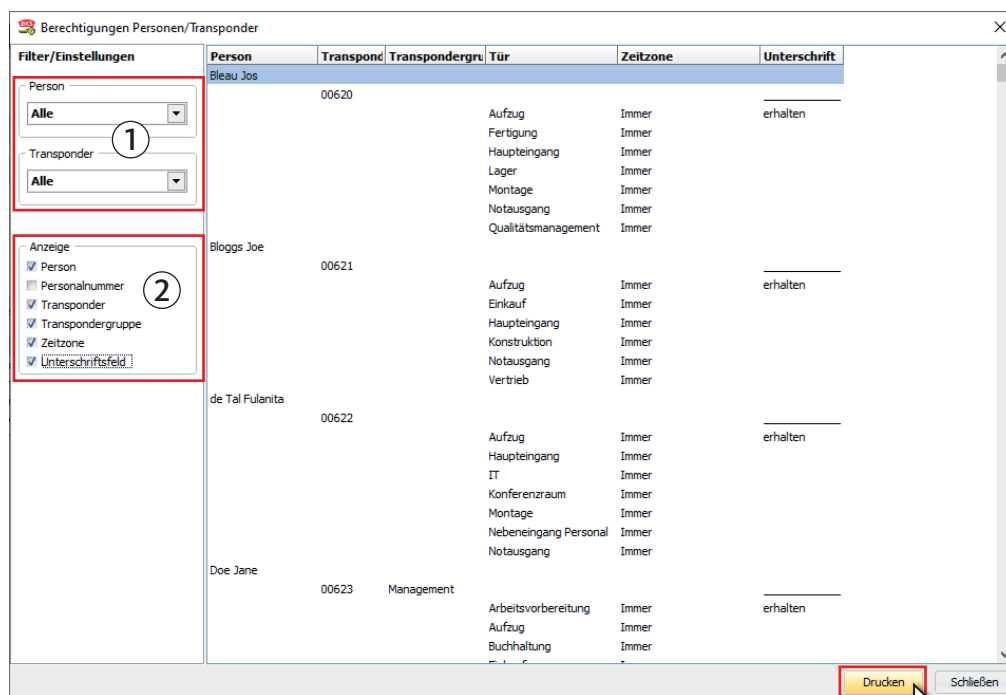 BKS
Berechtigungen Personen/Transponder
Filter/Einstellungen
Person
Alle
1
Transponder
Alle
Anzeige
Person
Personalnummer
2
Transponder
Transpondergruppe
Zeitzone
Unterschriftsfeld
Person Transpond Transpondergru Tür Zeitzone Unterschrift
Bleau Jos
00620
Aufzug Immer erhalten
Fertigung Immer
Haupteingang Immer
Lager Immer
Montage Immer
Notausgang Immer
Qualitätsmanagement Immer
Bloggs Joe
00621
Aufzug Immer erhalten
Einkauf Immer
Haupteingang Immer
Konstruktion Immer
Notausgang Immer
Vertrieb Immer
de Tal Fulanita
00622
Aufzug Immer erhalten
Haupteingang Immer
IT Immer
Konferenzraum Immer
Montage Immer
Nebeneingang Personal Immer
Notausgang Immer
Doe Jane
00623 Management
Arbeitsvorbereitung Immer erhalten
Aufzug Immer
Buchhaltung Immer
Drucken Schließen